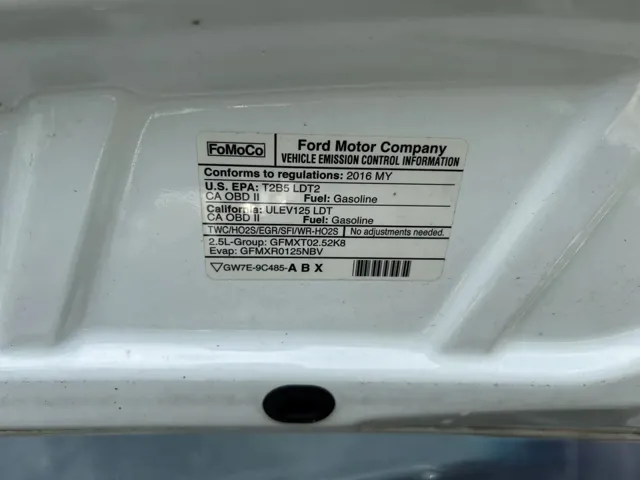 FoMoCo
Ford Motor Company
VEHICLE EMISSION CONTROL INFORMATION
Conforms to regulations: 2016 MY
U.S. EPA: T2B5 LDT2
CA OBD II Fuel: Gasoline
California: ULEV125 LDT
CA OBD II Fuel: Gasoline
TWC/HO2S/EGR/SFI/WR-HO2S No adjustments needed.
2.5L-Group: GFMXT02.52K8
Evap: GFMXR0125NBV
GW7E-9C485-A B X